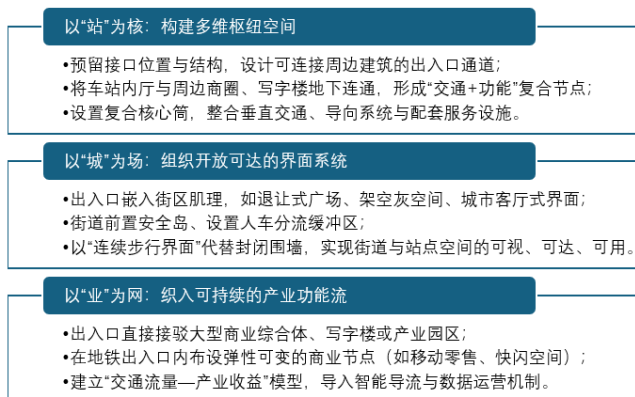 以“站”为核：构建多维枢纽空间
•预留接口位置与结构，设计可连接周边建筑的出入口通道；
•将车站内厅与周边商圈、写字楼地下连通，形成“交通+功能”复合节点；
•设置复合核心筒，整合垂直交通、导向系统与配套服务设施。
以“城”为场：组织开放可达的界面系统
•出入口嵌入街区肌理，如退让式广场、架空灰空间、城市客厅式界面；
•街道前置安全岛、设置人车分流缓冲区；
•以“连续步行界面”代替封闭围墙，实现街道与站点空间的可视、可达、可用。
以“业”为网：织入可持续的产业功能流
•出入口直接接驳大型商业综合体、写字楼或产业园区；
•在地铁出入口内布设弹性可变的商业节点（如移动零售、快闪空间）；
•建立“交通流量—产业收益”模型，导入智能导流与数据运营机制。